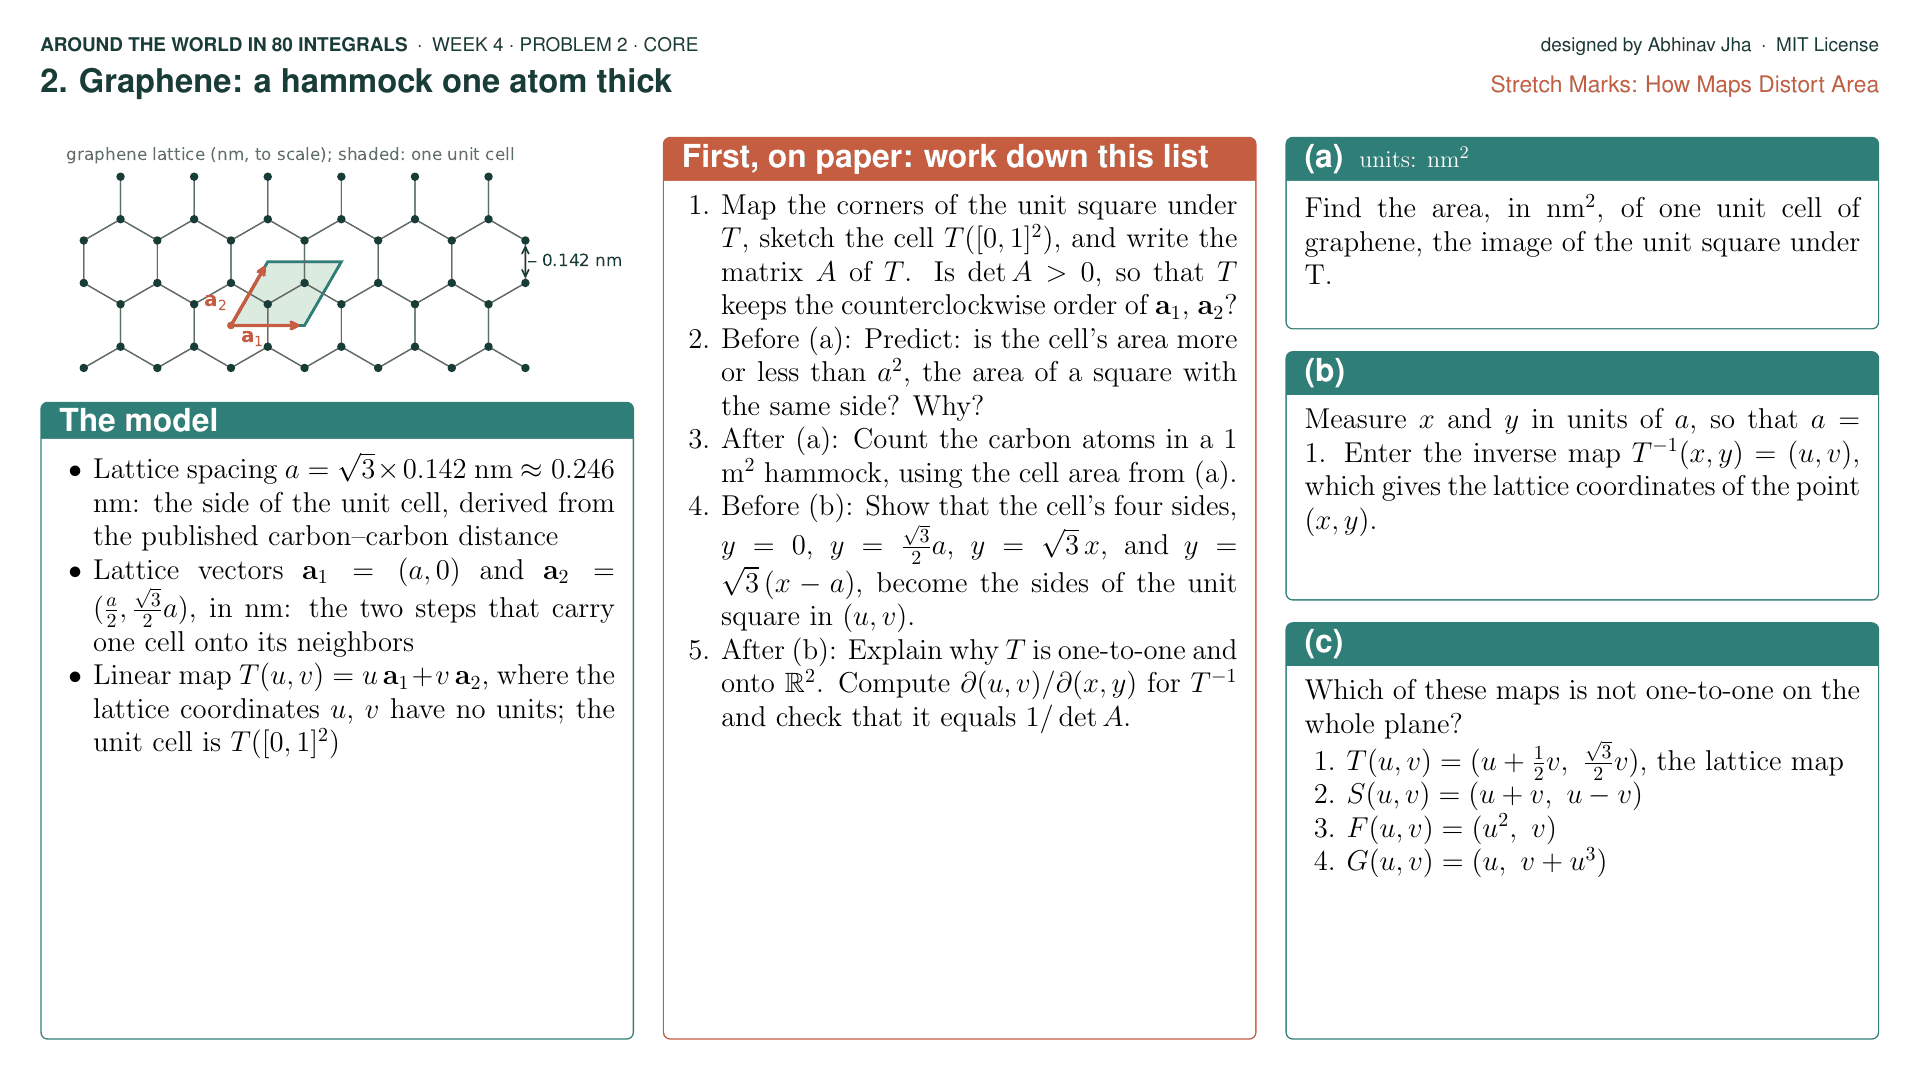 AROUND THE WORLD IN 80 INTEGRALS · WEEK 4 · PROBLEM 2 · CORE
designed by Abhinav Jha · MIT License
2. Graphene: a hammock one atom thick
Stretch Marks: How Maps Distort Area
graphene lattice (nm, to scale); shaded: one unit cell
0.142 nm
a₂
a₁
The model
• Lattice spacing a = √3 × 0.142 nm ≈ 0.246
nm: the side of the unit cell, derived from
the published carbon–carbon distance
• Lattice vectors a₁ = (a, 0) and a₂ =
(a/2, √3/2 a), in nm: the two steps that carry
one cell onto its neighbors
• Linear map T(u, v) = u a₁ + v a₂, where the
lattice coordinates u, v have no units; the
unit cell is T([0, 1]²)
First, on paper: work down this list
1. Map the corners of the unit square under
T, sketch the cell T([0, 1]²), and write the
matrix A of T. Is det A > 0, so that T
keeps the counterclockwise order of a₁, a₂?
2. Before (a): Predict: is the cell's area more
or less than a², the area of a square with
the same side? Why?
3. After (a): Count the carbon atoms in a 1
m² hammock, using the cell area from (a).
4. Before (b): Show that the cell's four sides,
y = 0, y = √3/2 a, y = √3 x, and y =
√3 (x − a), become the sides of the unit
square in (u, v).
5. After (b): Explain why T is one-to-one and
onto ℝ². Compute ∂(u, v)/∂(x, y) for T⁻¹
and check that it equals 1/ det A.
(a) units: nm²
Find the area, in nm², of one unit cell of
graphene, the image of the unit square under
T.
(b)
Measure x and y in units of a, so that a =
1. Enter the inverse map T⁻¹(x, y) = (u, v),
which gives the lattice coordinates of the point
(x, y).
(c)
Which of these maps is not one-to-one on the
whole plane?
1. T(u, v) = (u + 1/2 v, √3/2 v), the lattice map
2. S(u, v) = (u + v, u − v)
3. F(u, v) = (u², v)
4. G(u, v) = (u, v + u³)